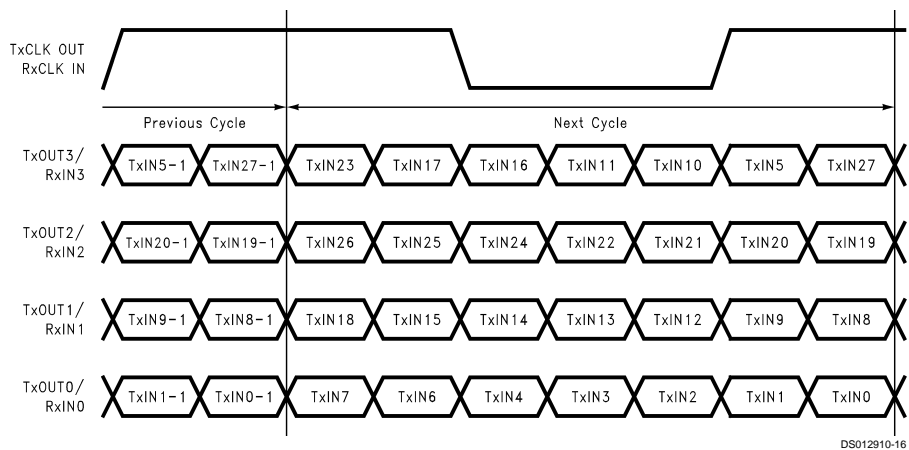 TxCLK OUT
RxCLK IN
Previous Cycle
Next Cycle
TxOUT3/
RxIN3
TxIN5-1 TxIN27-1 TxIN23 TxIN17 TxIN16 TxIN11 TxIN10 TxIN5 TxIN27
TxOUT2/
RxIN2
TxIN20-1 TxIN19-1 TxIN26 TxIN25 TxIN24 TxIN22 TxIN21 TxIN20 TxIN19
TxOUT1/
RxIN1
TxIN9-1 TxIN8-1 TxIN18 TxIN15 TxIN14 TxIN13 TxIN12 TxIN9 TxIN8
TxOUT0/
RxIN0
TxIN1-1 TxIN0-1 TxIN7 TxIN6 TxIN4 TxIN3 TxIN2 TxIN1 TxIN0
DS012910-16